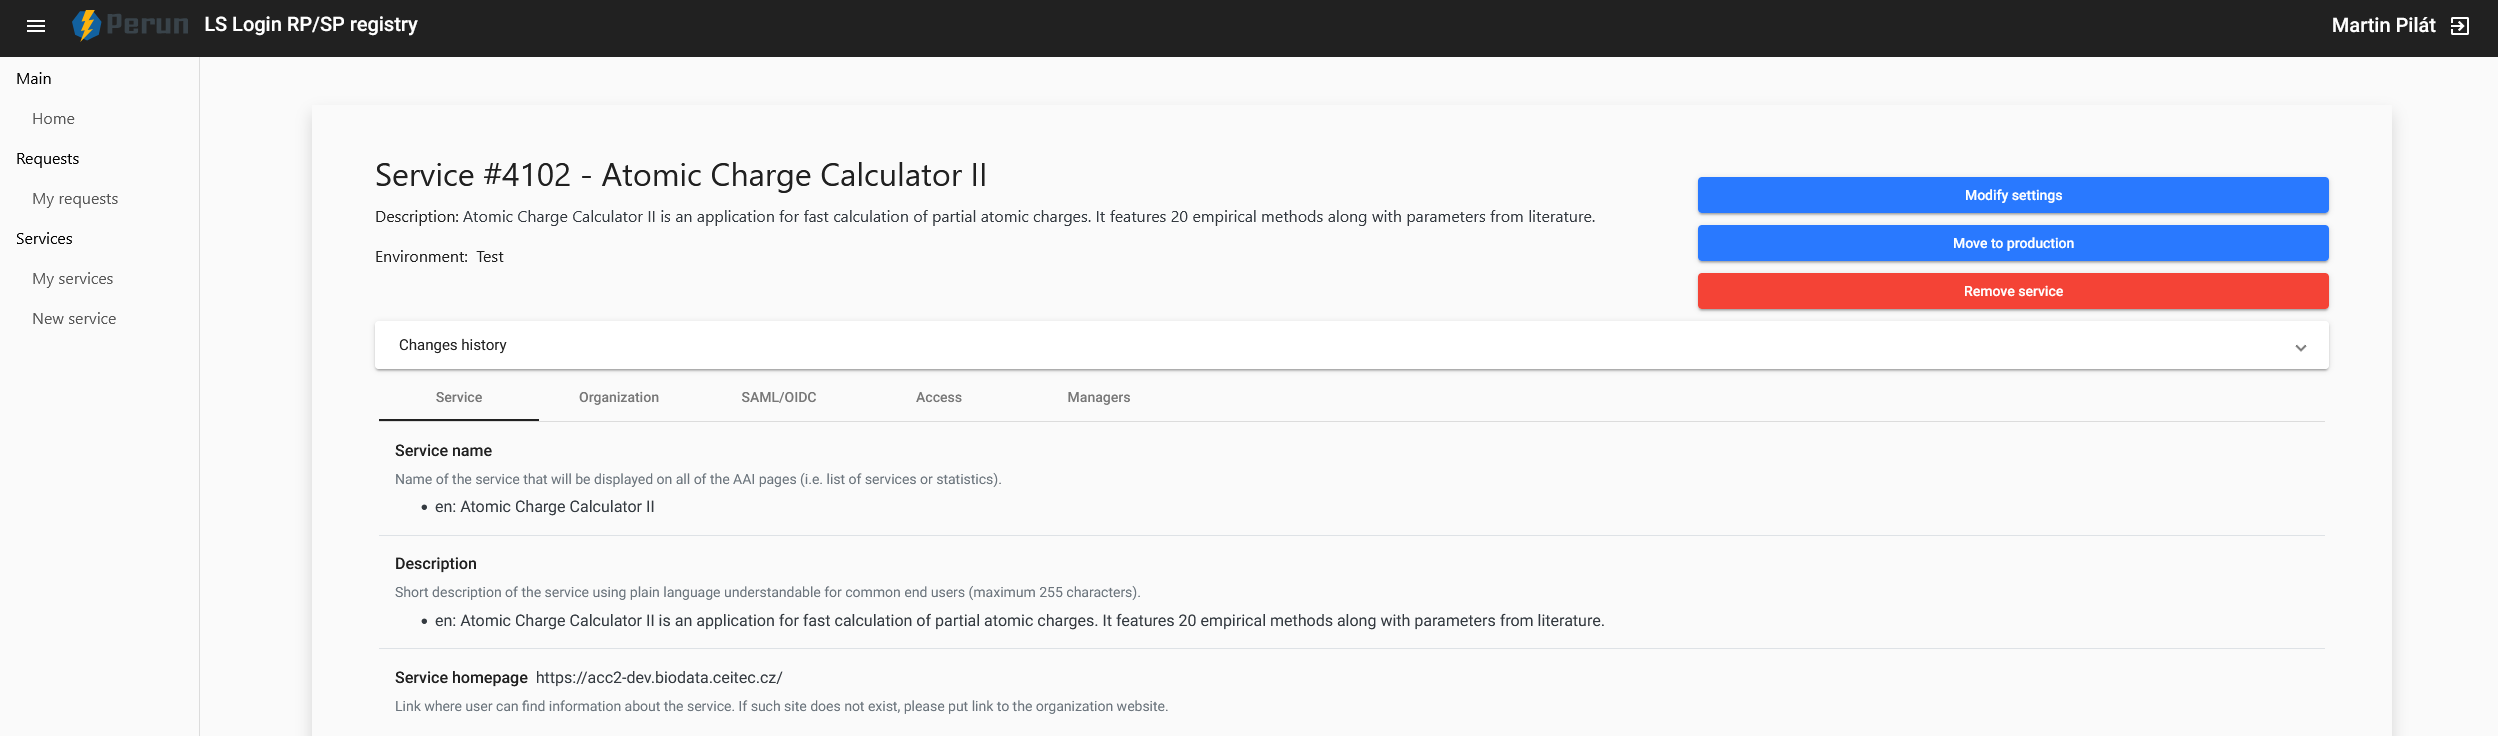 Perun LS Login RP/SP registry
Martin Pilát
Main
Home
Requests
My requests
Services
My services
New service
Service #4102 - Atomic Charge Calculator II
Description: Atomic Charge Calculator II is an application for fast calculation of partial atomic charges. It features 20 empirical methods along with parameters from literature.
Environment: Test
Modify settings
Move to production
Remove service
Changes history
Service Organization SAML/OIDC Access Managers
Service name
Name of the service that will be displayed on all of the AAI pages (i.e. list of services or statistics).
• en: Atomic Charge Calculator II
Description
Short description of the service using plain language understandable for common end users (maximum 255 characters).
• en: Atomic Charge Calculator II is an application for fast calculation of partial atomic charges. It features 20 empirical methods along with parameters from literature.
Service homepage https://acc2-dev.biodata.ceitec.cz/
Link where user can find information about the service. If such site does not exist, please put link to the organization website.